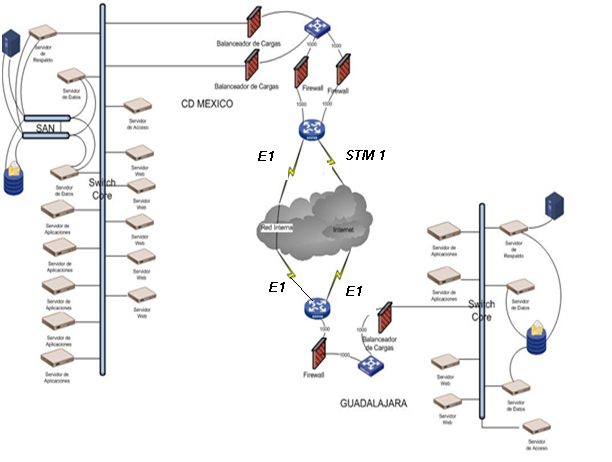 Servidor
de
Respaldo
Servidor
de Datos
SAN
Servidor
de Acceso
Servidor
de Datos
Switch
Core
Servidor
Web
Servidor
Web
Servidor
Web
Servidor
Web
Servidor
Web
Servidor de
Aplicaciones
Servidor de
Aplicaciones
Servidor de
Aplicaciones
Servidor de
Aplicaciones
Servidor de
Aplicaciones
Balanceador de Cargas
Balanceador de Cargas
CD MEXICO
1000
1000
Firewall
Firewall
1000
1000
E1
STM 1
Red Interna
Internet
E1
E1
1000
1000
1000
Firewall
Balanceador
de Cargas
GUADALAJARA
Servidor de
Aplicaciones
Servidor de
Aplicaciones
Switch
Core
Servidor
de
Respaldo
Servidor
de Datos
Servidor
Web
Servidor
Web
Servidor
de Datos
Servidor
de Acceso